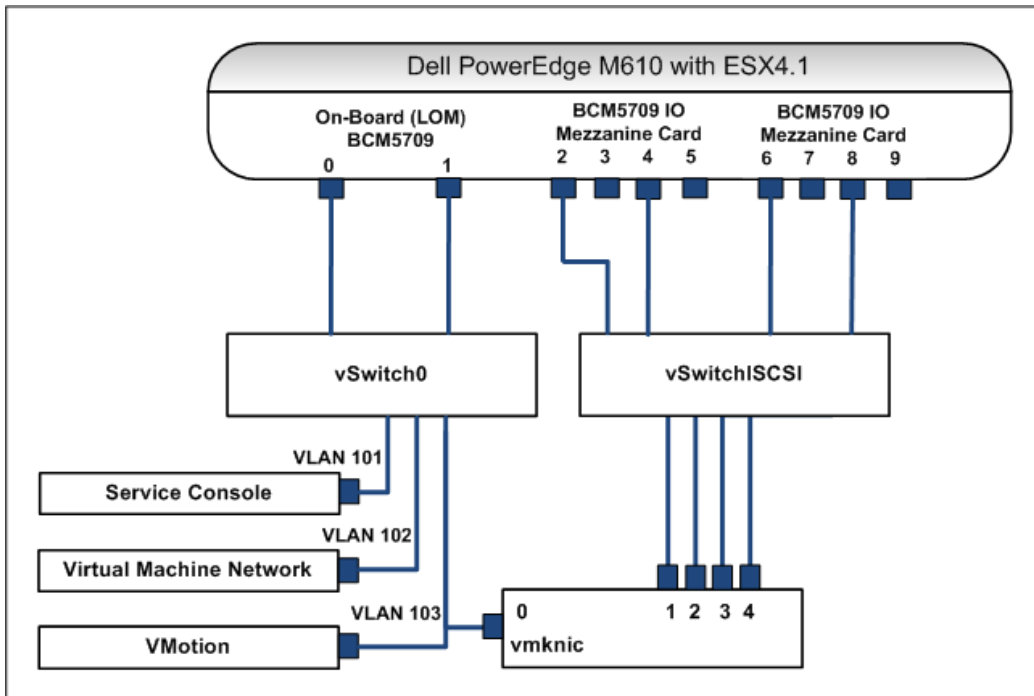 Dell PowerEdge M610 with ESX4.1
On-Board (LOM)
BCM5709
0
1
BCM5709 IO
Mezzanine Card
2 3 4 5
BCM5709 IO
Mezzanine Card
6 7 8 9
vSwitch0
vSwitchISCSI
VLAN 101
Service Console
VLAN 102
Virtual Machine Network
VLAN 103
VMotion
0
1 2 3 4
vmknic